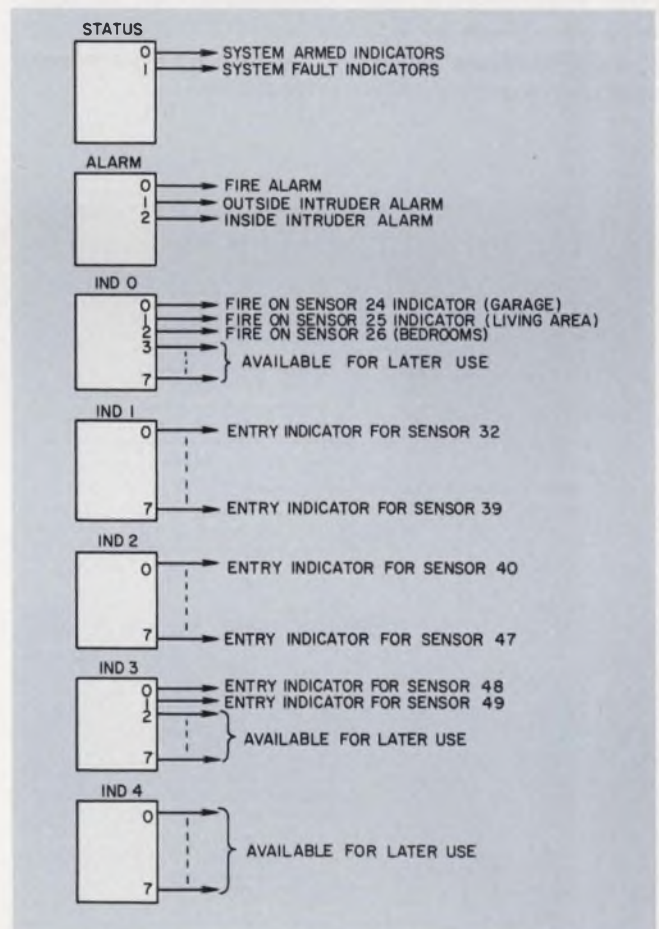 STATUS
0 SYSTEM ARMED INDICATORS
1 SYSTEM FAULT INDICATORS
ALARM
0 FIRE ALARM
1 OUTSIDE INTRUDER ALARM
2 INSIDE INTRUDER ALARM
IND 0
0 FIRE ON SENSOR 24 INDICATOR (GARAGE)
1 FIRE ON SENSOR 25 INDICATOR (LIVING AREA)
2 FIRE ON SENSOR 26 (BEDROOMS)
3
AVAILABLE FOR LATER USE
7
IND 1
0 ENTRY INDICATOR FOR SENSOR 32
7 ENTRY INDICATOR FOR SENSOR 39
IND 2
0 ENTRY INDICATOR FOR SENSOR 40
7 ENTRY INDICATOR FOR SENSOR 47
IND 3
0 ENTRY INDICATOR FOR SENSOR 48
1 ENTRY INDICATOR FOR SENSOR 49
2
AVAILABLE FOR LATER USE
7
IND 4
0
AVAILABLE FOR LATER USE
7